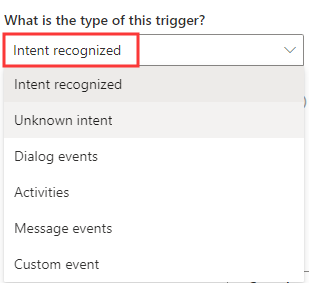 What is the type of this trigger?
Intent recognized
Intent recognized
Unknown intent
Dialog events
Activities
Message events
Custom event